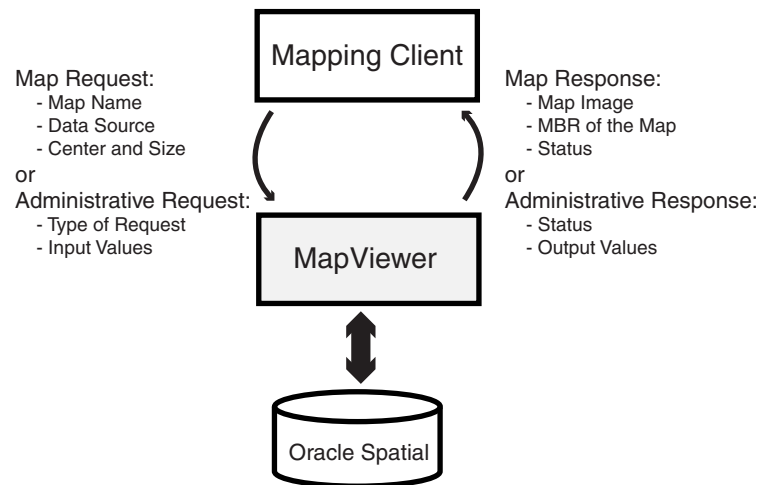 Mapping Client
Map Request:
- Map Name
- Data Source
- Center and Size
or
Administrative Request:
- Type of Request
- Input Values
Map Response:
- Map Image
- MBR of the Map
- Status
or
Administrative Response:
- Status
- Output Values
MapViewer
Oracle Spatial